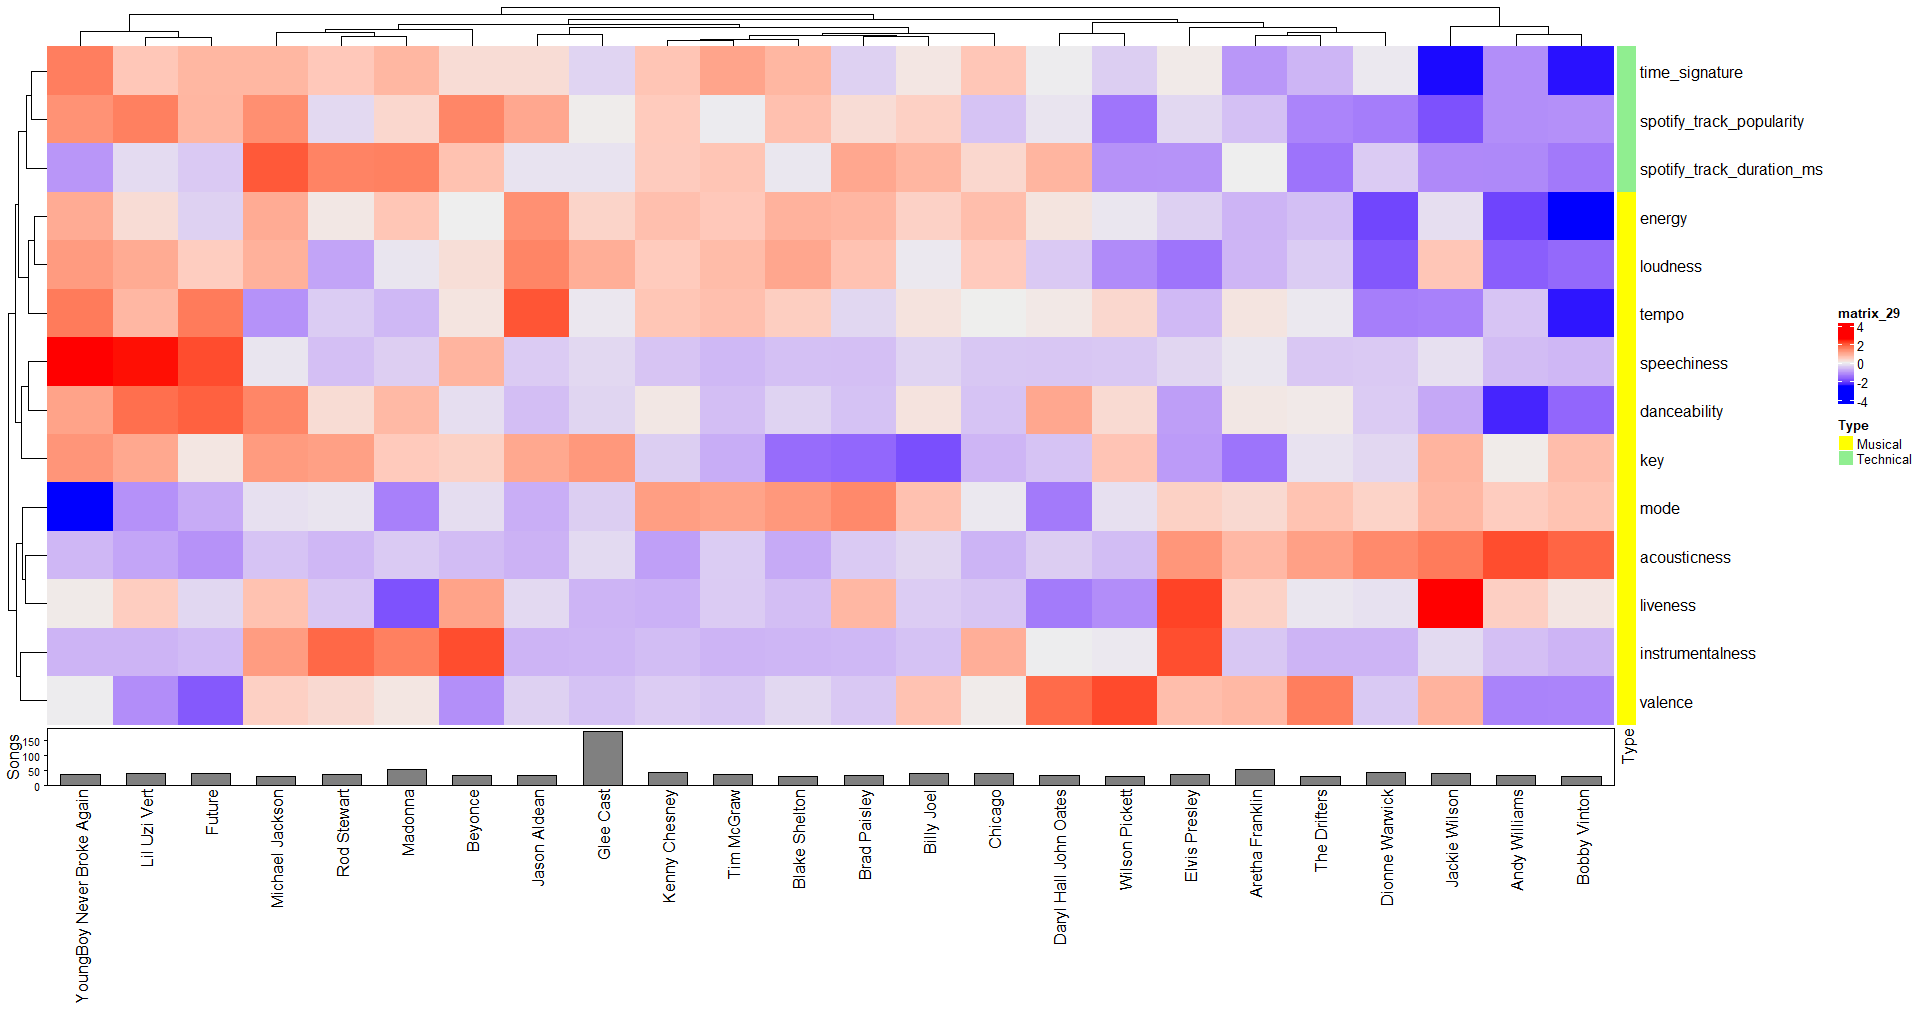 time_signature
spotify_track_popularity
spotify_track_duration_ms
energy
loudness
tempo
speechiness
danceability
key
mode
acousticness
liveness
instrumentalness
valence
matrix_29
4
2
0
-2
-4
Type
Musical
Technical
Songs
150
100
50
0
Type
YoungBoy Never Broke Again
Lil Uzi Vert
Future
Michael Jackson
Rod Stewart
Madonna
Beyonce
Jason Aldean
Glee Cast
Kenny Chesney
Tim McGraw
Blake Shelton
Brad Paisley
Billy Joel
Chicago
Daryl Hall John Oates
Wilson Pickett
Elvis Presley
Aretha Franklin
The Drifters
Dionne Warwick
Jackie Wilson
Andy Williams
Bobby Vinton